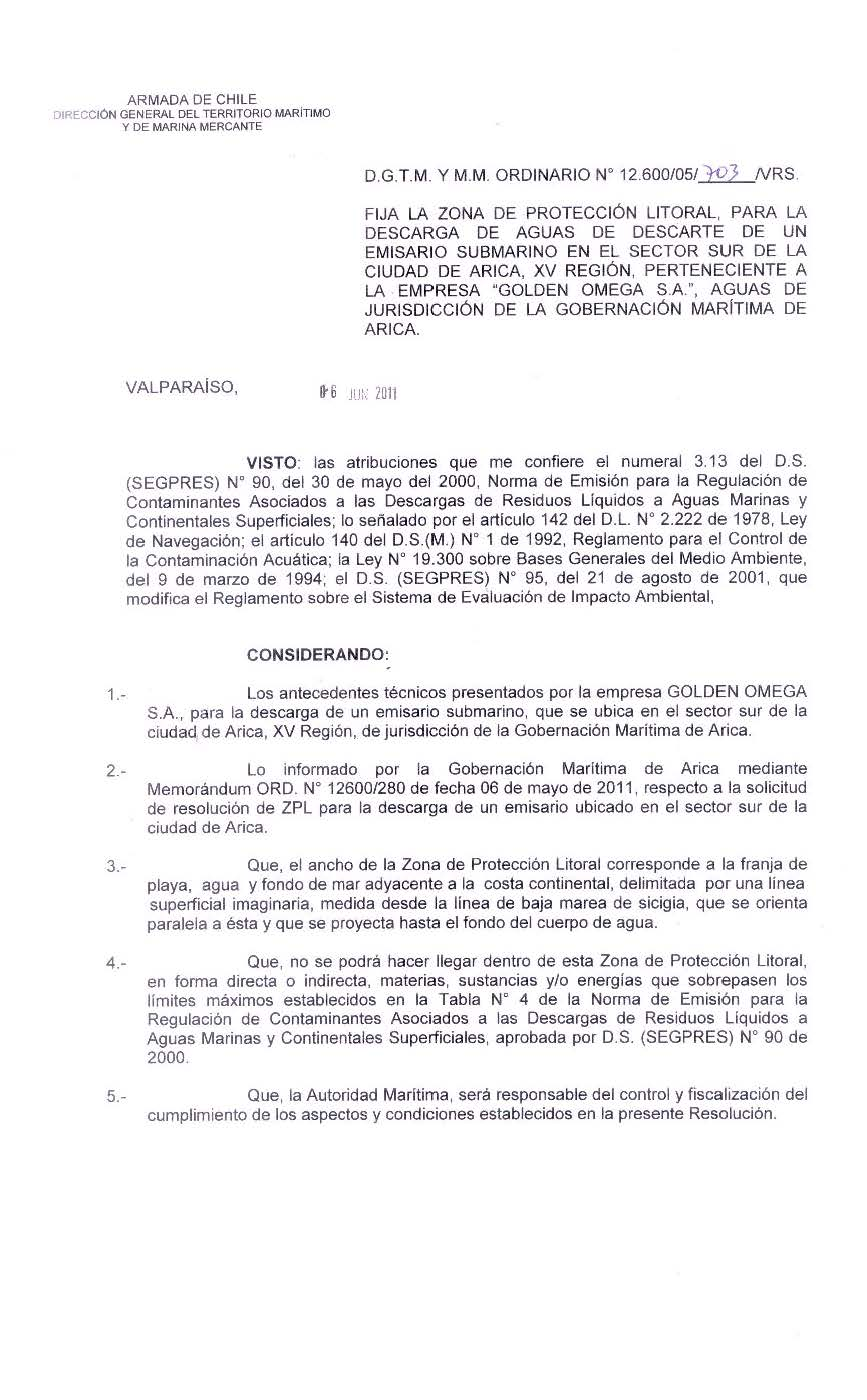 ARMADA DE CHILE
DIRECCIÓN GENERAL DEL TERRITORIO MARÍTIMO
Y DE MARINA MERCANTE
D.G.T.M. Y M.M. ORDINARIO N° 12.600/05/ 703 /VRS.
FIJA LA ZONA DE PROTECCIÓN LITORAL, PARA LA
DESCARGA DE AGUAS DE DESCARTE DE UN
EMISARIO SUBMARINO EN EL SECTOR SUR DE LA
CIUDAD DE ARICA, XV REGIÓN, PERTENECIENTE A
LA EMPRESA “GOLDEN OMEGA S.A.”, AGUAS DE
JURISDICCIÓN DE LA GOBERNACIÓN MARÍTIMA DE
ARICA.
VALPARAÍSO, 06 JUN 2011
VISTO: las atribuciones que me confiere el numeral 3.13 del D.S.
(SEGPRES) N° 90, del 30 de mayo del 2000, Norma de Emisión para la Regulación de
Contaminantes Asociados a las Descargas de Residuos Líquidos a Aguas Marinas y
Continentales Superficiales; lo señalado por el artículo 142 del D.L. N° 2.222 de 1978, Ley
de Navegación; el artículo 140 del D.S.(M.) N° 1 de 1992, Reglamento para el Control de
la Contaminación Acuática; la Ley N° 19.300 sobre Bases Generales del Medio Ambiente,
del 9 de marzo de 1994; el D.S. (SEGPRES) N° 95, del 21 de agosto de 2001, que
modifica el Reglamento sobre el Sistema de Evaluación de Impacto Ambiental,
CONSIDERANDO:
1.- Los antecedentes técnicos presentados por la empresa GOLDEN OMEGA
S.A., para la descarga de un emisario submarino, que se ubica en el sector sur de la
ciudad de Arica, XV Región, de jurisdicción de la Gobernación Marítima de Arica.
2.- Lo informado por la Gobernación Marítima de Arica mediante
Memorándum ORD. N° 12600/280 de fecha 06 de mayo de 2011, respecto a la solicitud
de resolución de ZPL para la descarga de un emisario ubicado en el sector sur de la
ciudad de Arica.
3.- Que, el ancho de la Zona de Protección Litoral corresponde a la franja de
playa, agua y fondo de mar adyacente a la costa continental, delimitada por una línea
superficial imaginaria, medida desde la línea de baja marea de sicigia, que se orienta
paralela a ésta y que se proyecta hasta el fondo del cuerpo de agua.
4.- Que, no se podrá hacer llegar dentro de esta Zona de Protección Litoral,
en forma directa o indirecta, materias, sustancias y/o energías que sobrepasen los
límites máximos establecidos en la Tabla N° 4 de la Norma de Emisión para la
Regulación de Contaminantes Asociados a las Descargas de Residuos Líquidos a
Aguas Marinas y Continentales Superficiales, aprobada por D.S. (SEGPRES) N° 90 de
2000.
5.- Que, la Autoridad Marítima, será responsable del control y fiscalización del
cumplimiento de los aspectos y condiciones establecidos en la presente Resolución.